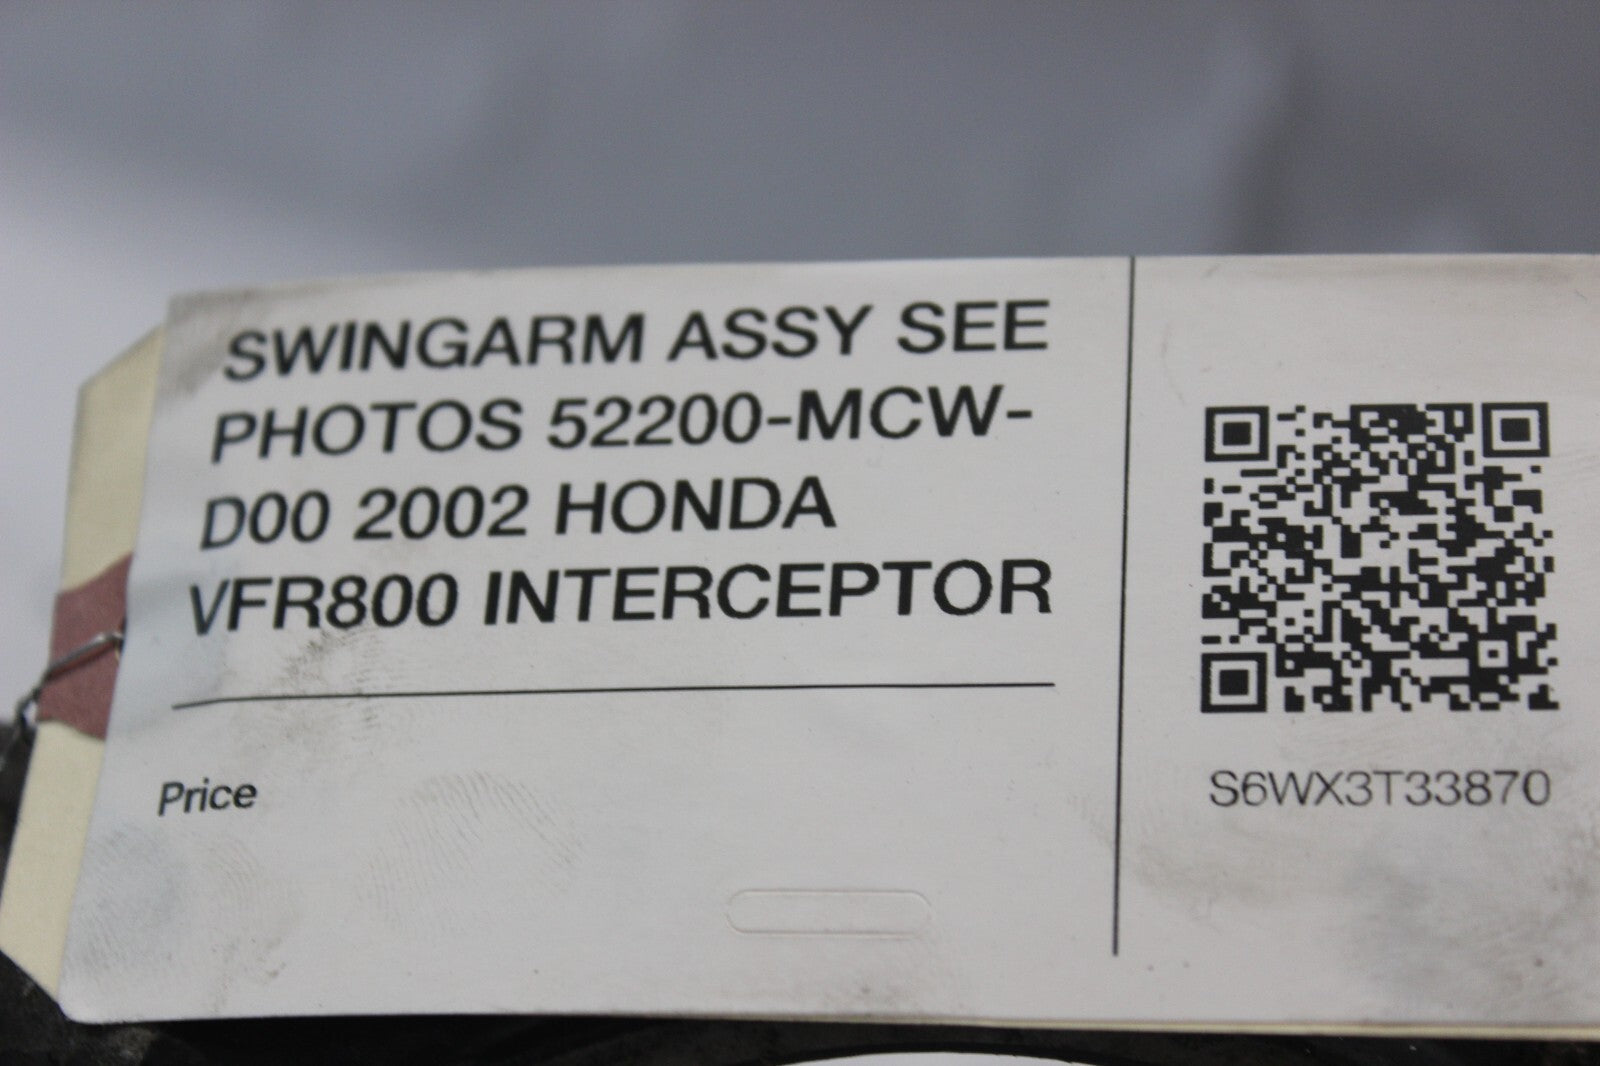 SWINGARM ASSY SEE
PHOTOS 52200-MCW-
D00 2002 HONDA
VFR800 INTERCEPTOR
Price
S6WX3T33870